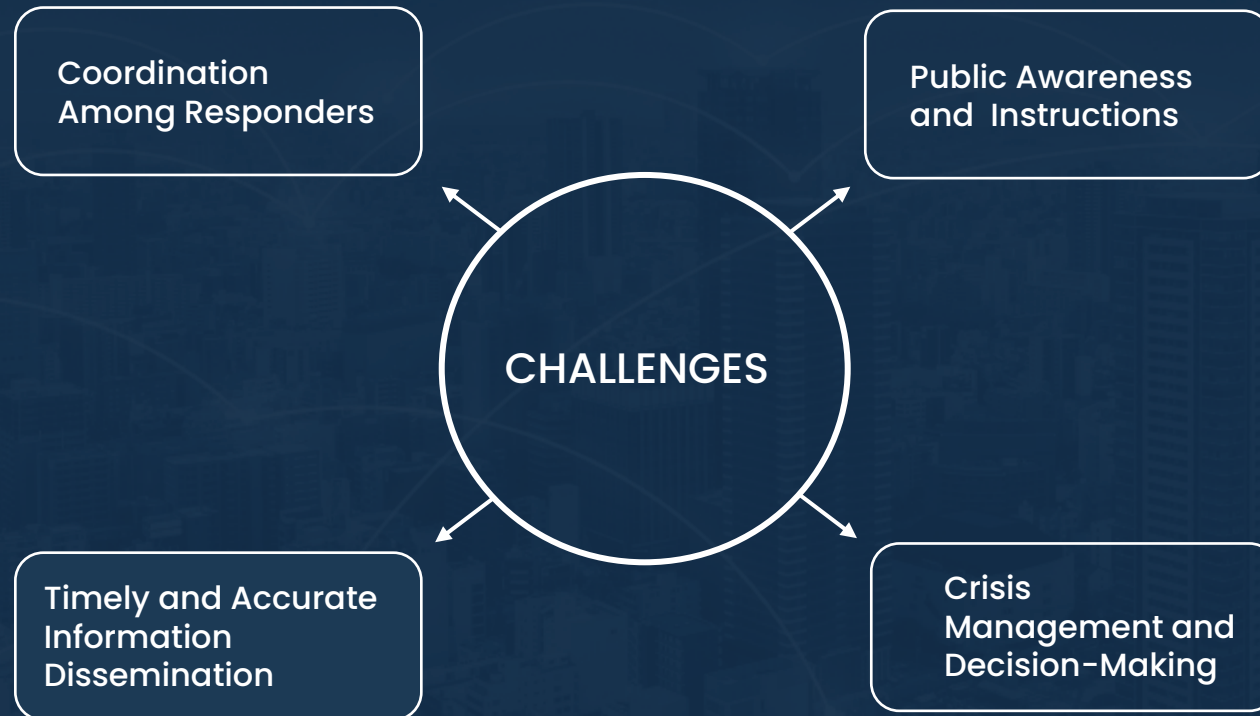 Coordination
Among Responders
Public Awareness
and  Instructions
CHALLENGES
Timely and Accurate
Information
Dissemination
Crisis
Management and
Decision-Making